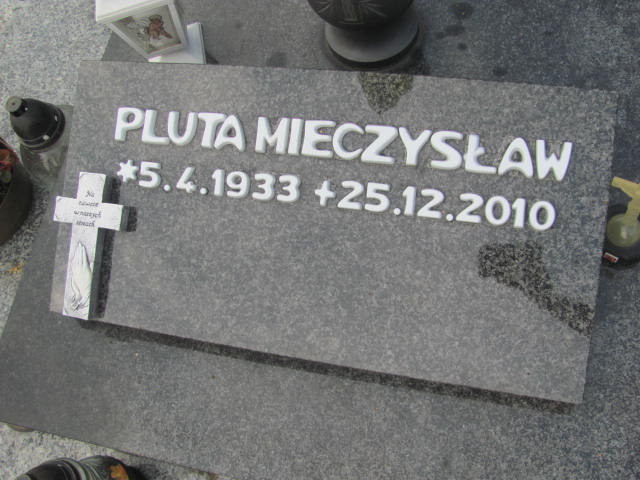 PLUTA MIECZYSŁAW
*5.4.1933 +25.12.2010
Na
zawsze
w naszych
sercach